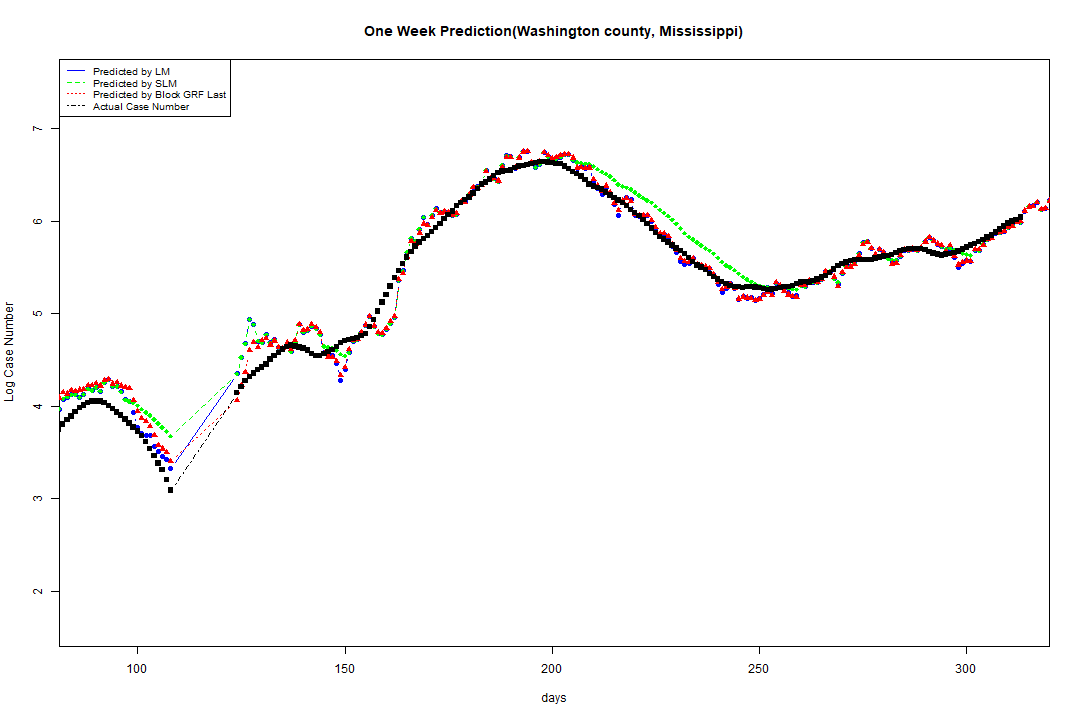 One Week Prediction(Washington county, Mississippi)
Predicted by LM
Predicted by SLM
Predicted by Block GRF Last
Actual Case Number
7
6
5
4
3
2
Log Case Number
100 150 200 250 300
days